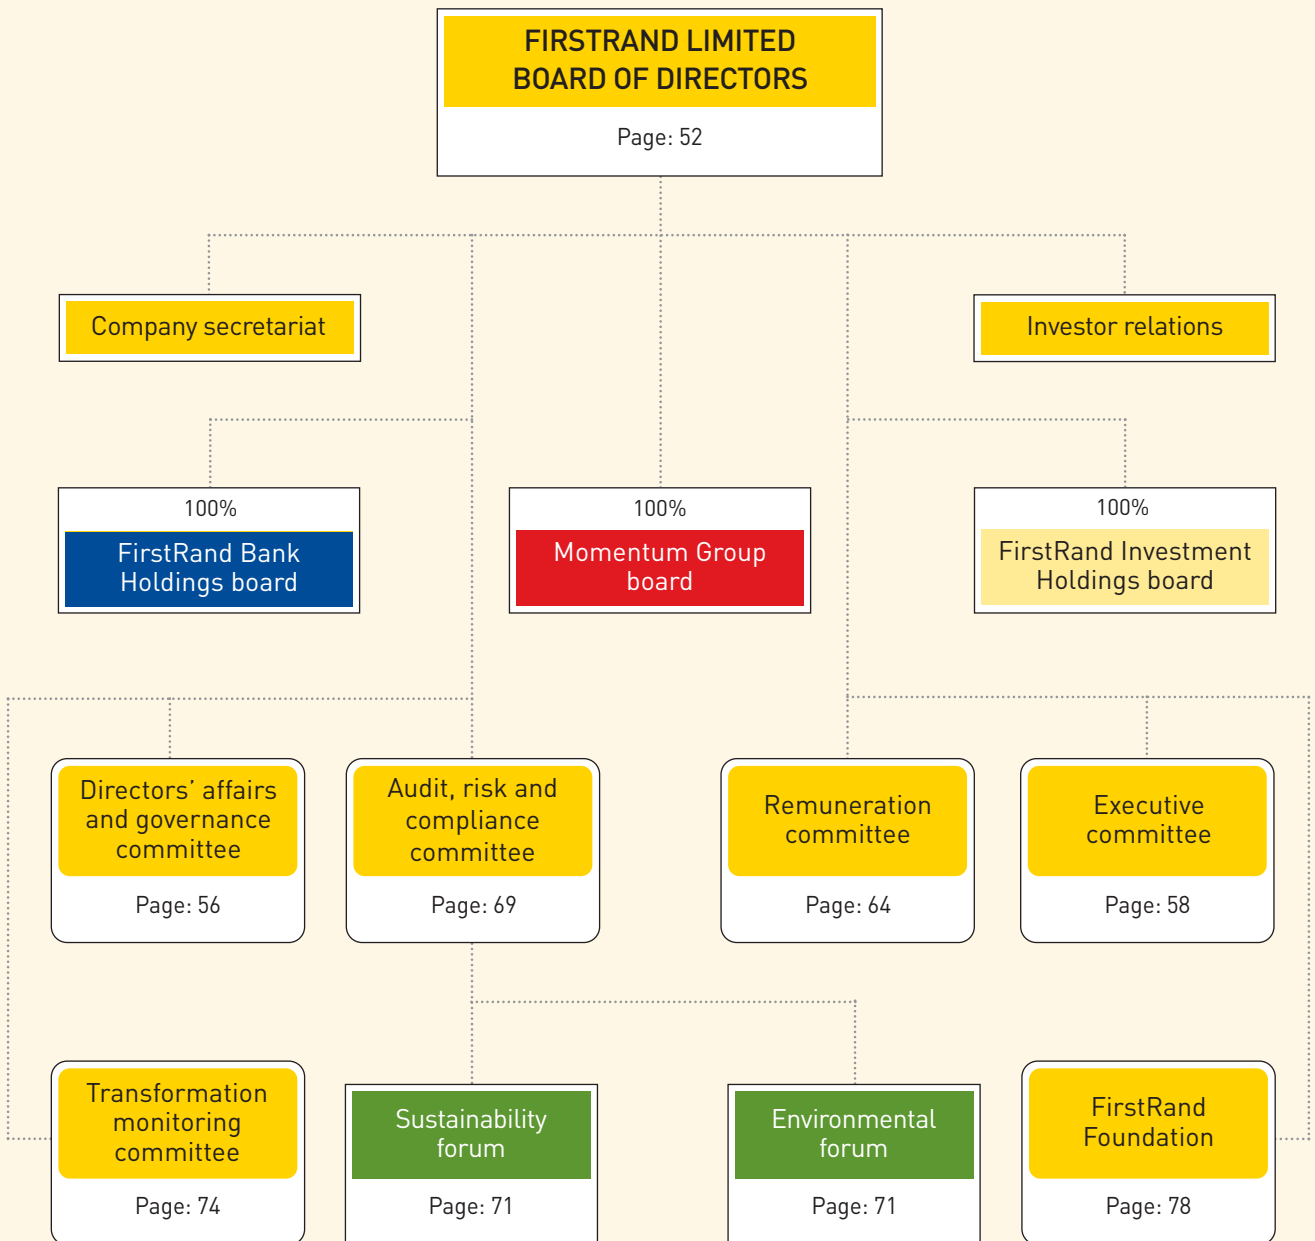 FIRSTRAND LIMITED
BOARD OF DIRECTORS
Page: 52
Company secretariat
Investor relations
100%
FirstRand Bank
Holdings board
100%
Momentum Group
board
100%
FirstRand Investment
Holdings board
Directors’ affairs
and governance
committee
Page: 56
Audit, risk and
compliance
committee
Page: 69
Remuneration
committee
Page: 64
Executive
committee
Page: 58
Transformation
monitoring
committee
Page: 74
Sustainability
forum
Page: 71
Environmental
forum
Page: 71
FirstRand
Foundation
Page: 78